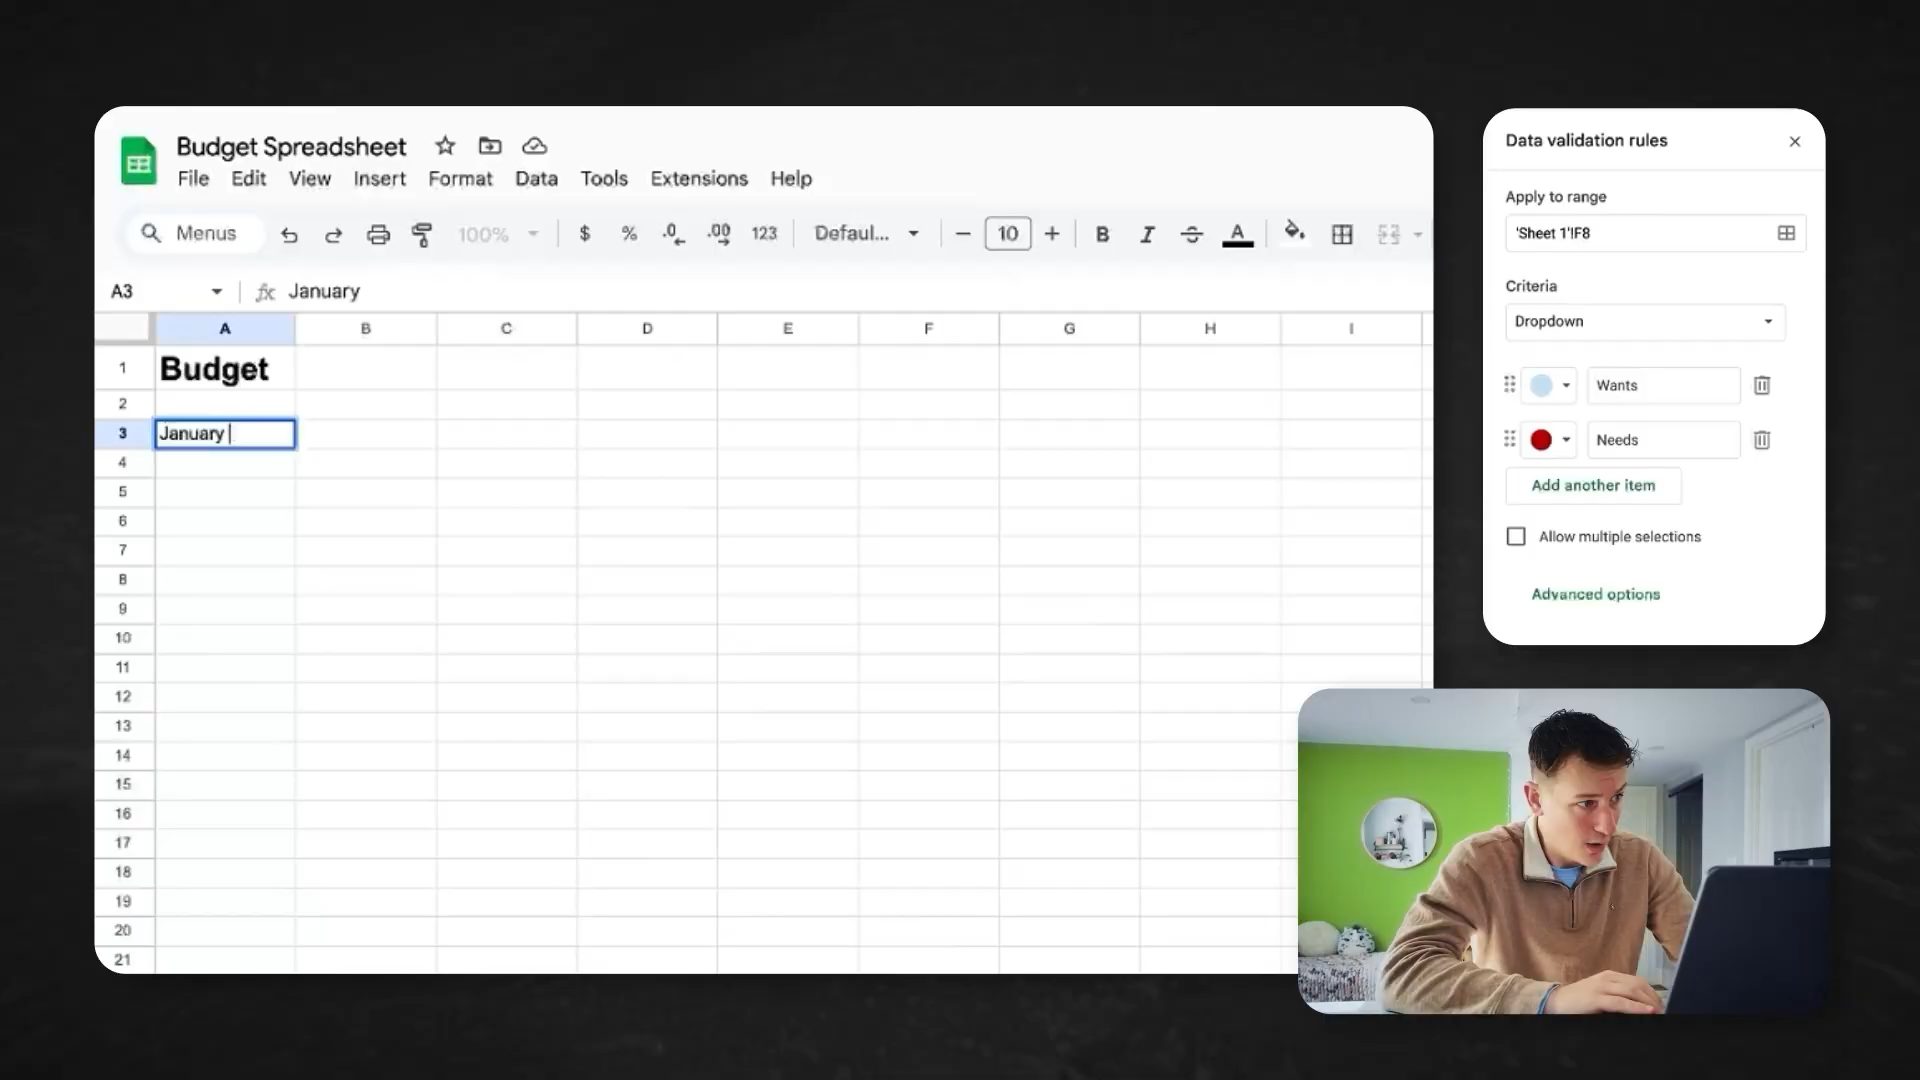 Budget Spreadsheet
File Edit View Insert Format Data Tools Extensions Help
Menus 100% $ % .0 .00 123 Defaul... 10 B I A
A3 fx January
A B C D E F G H I
1 Budget
2
3 January
4
5
6
7
8
9
10
11
12
13
14
15
16
17
18
19
20
21
Data validation rules
Apply to range
'Sheet 1'!F8
Criteria
Dropdown
Wants
Needs
Add another item
Allow multiple selections
Advanced options